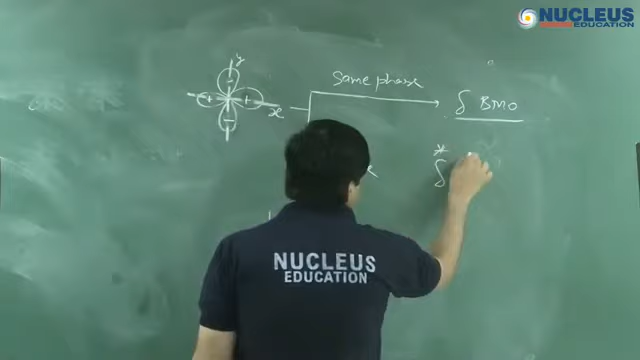 NUCLEUS
EDUCATION
y
Same phase
+ - +
-
x
δ BMO
*
δ
NUCLEUS
EDUCATION